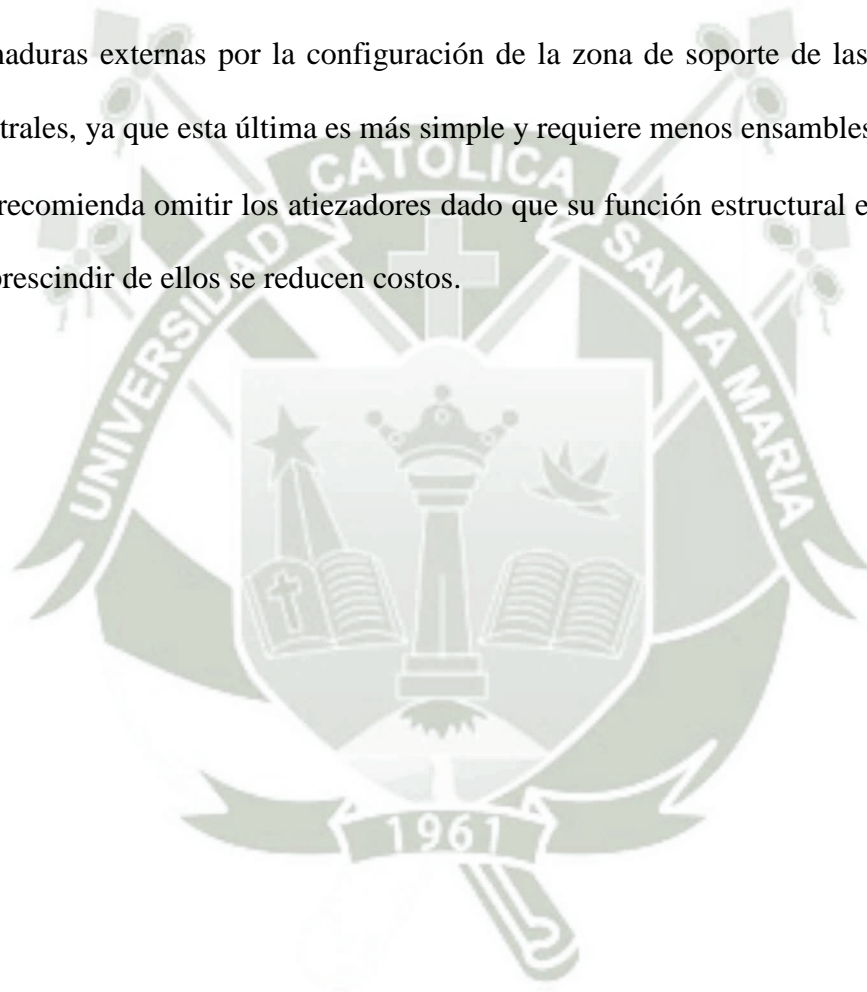 naduras externas por la configuración de la zona de soporte de las
trales, ya que esta última es más simple y requiere menos ensambles
recomienda omitir los atiezadores dado que su función estructural e
prescindir de ellos se reducen costos.
UNIVERSIDAD CATOLICA SANTA MARIA
1961